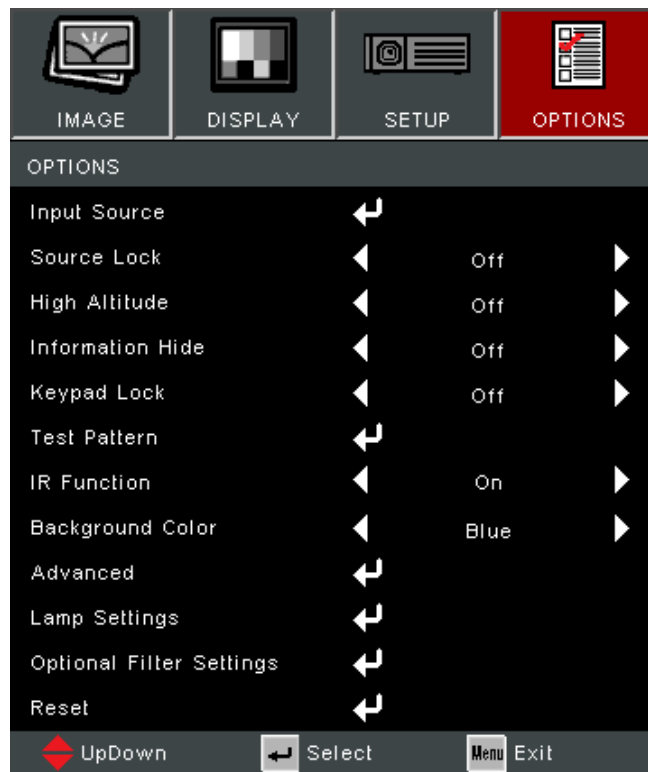 IMAGE DISPLAY SETUP OPTIONS
OPTIONS
Input Source
Source Lock Off
High Altitude Off
Information Hide Off
Keypad Lock Off
Test Pattern
IR Function On
Background Color Blue
Advanced
Lamp Settings
Optional Filter Settings
Reset
UpDown Select Menu Exit